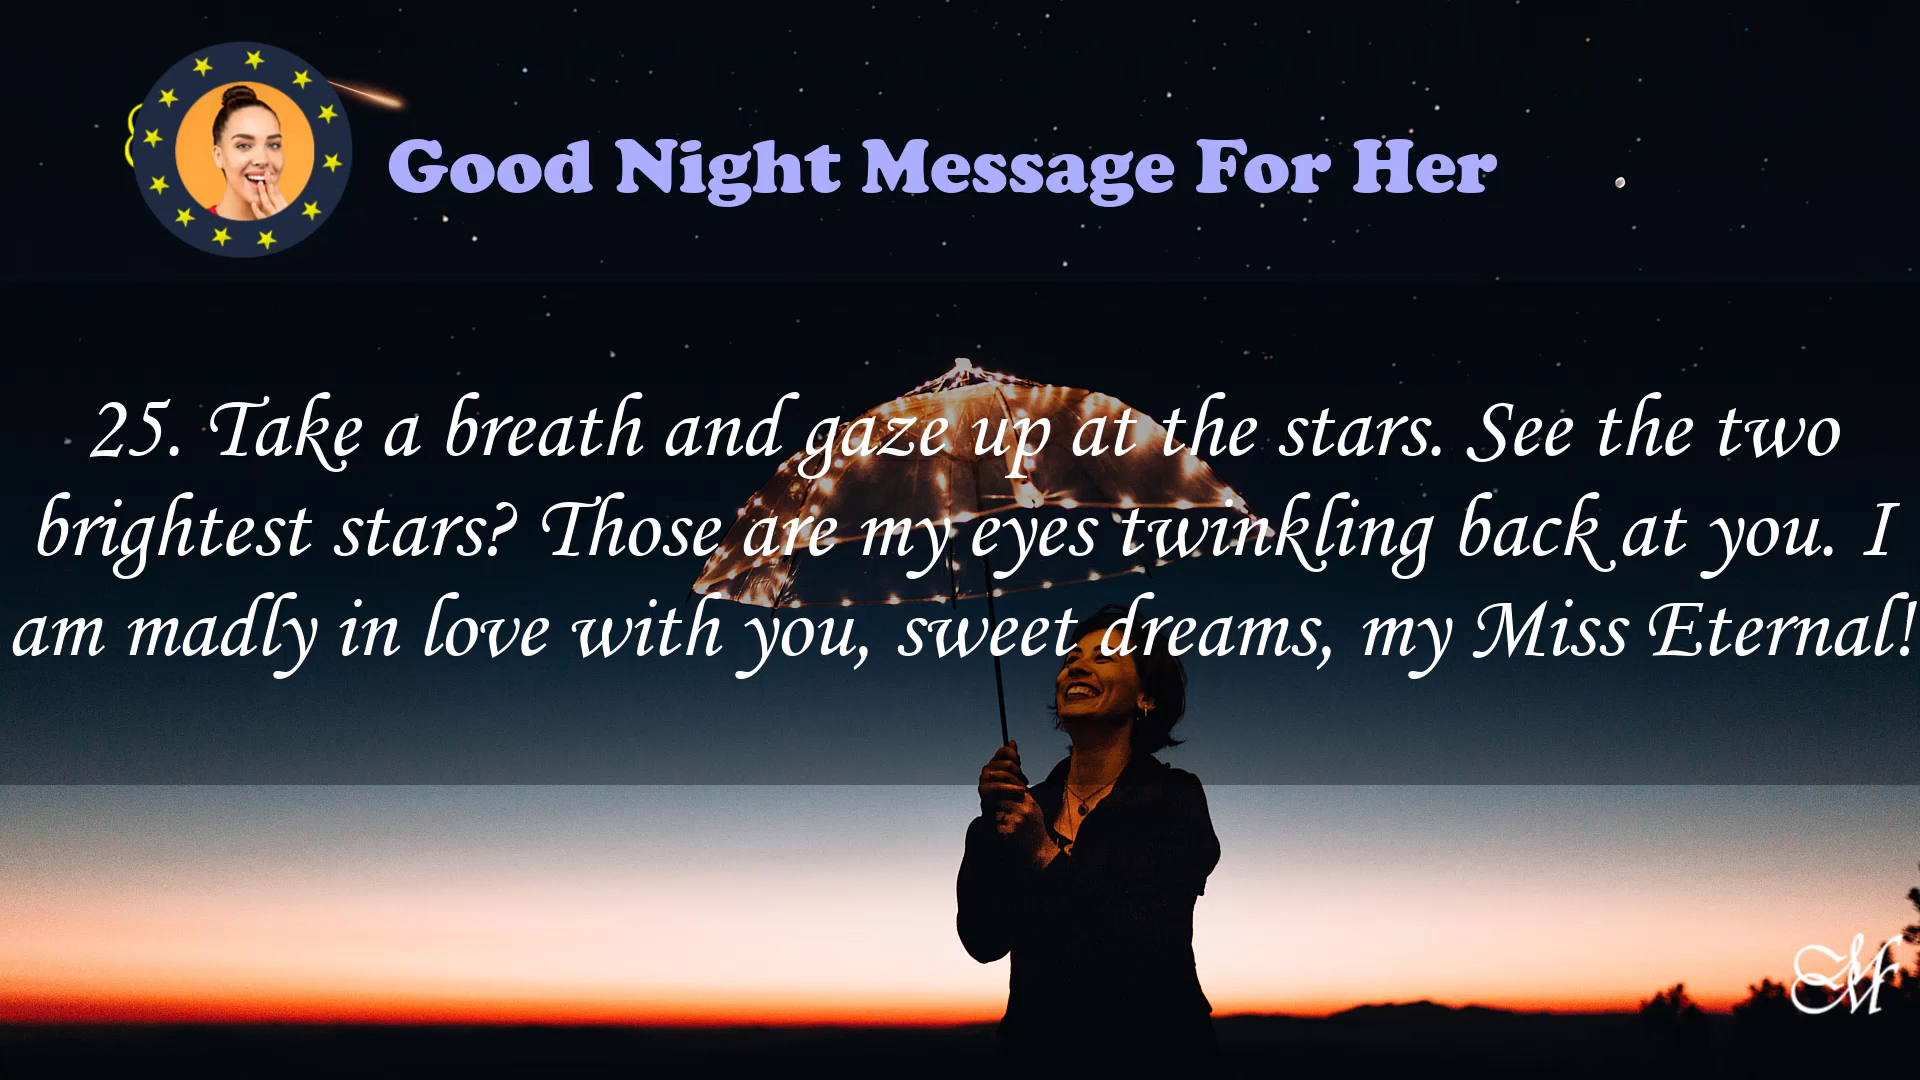 Good Night Message For Her
25. Take a breath and gaze up at the stars. See the two
brightest stars? Those are my eyes twinkling back at you. I
am madly in love with you, sweet dreams, my Miss Eternal!
M